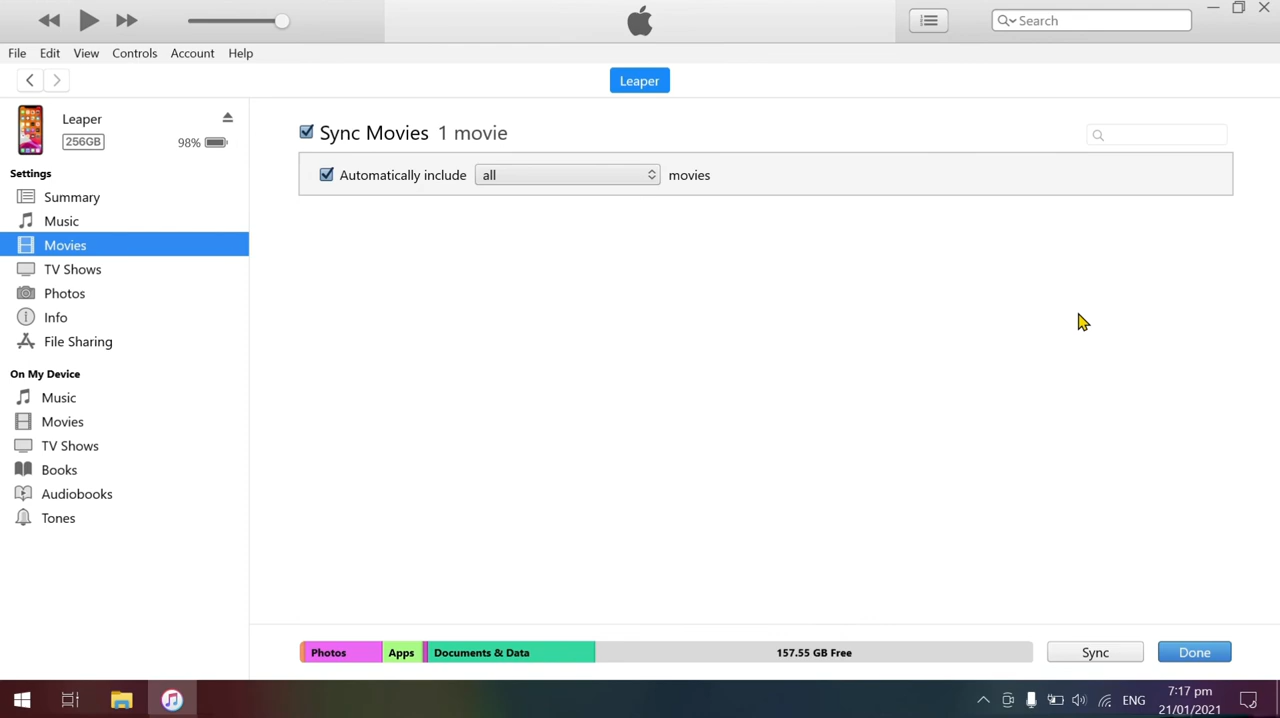 Search
File Edit View Controls Account Help
Leaper
Leaper
256GB 98%
Settings
Summary
Music
Movies
TV Shows
Photos
Info
File Sharing
On My Device
Music
Movies
TV Shows
Books
Audiobooks
Tones
Sync Movies 1 movie
Automatically include all movies
Photos Apps Documents & Data 157.55 GB Free Sync Done
ENG 7:17 pm
21/01/2021